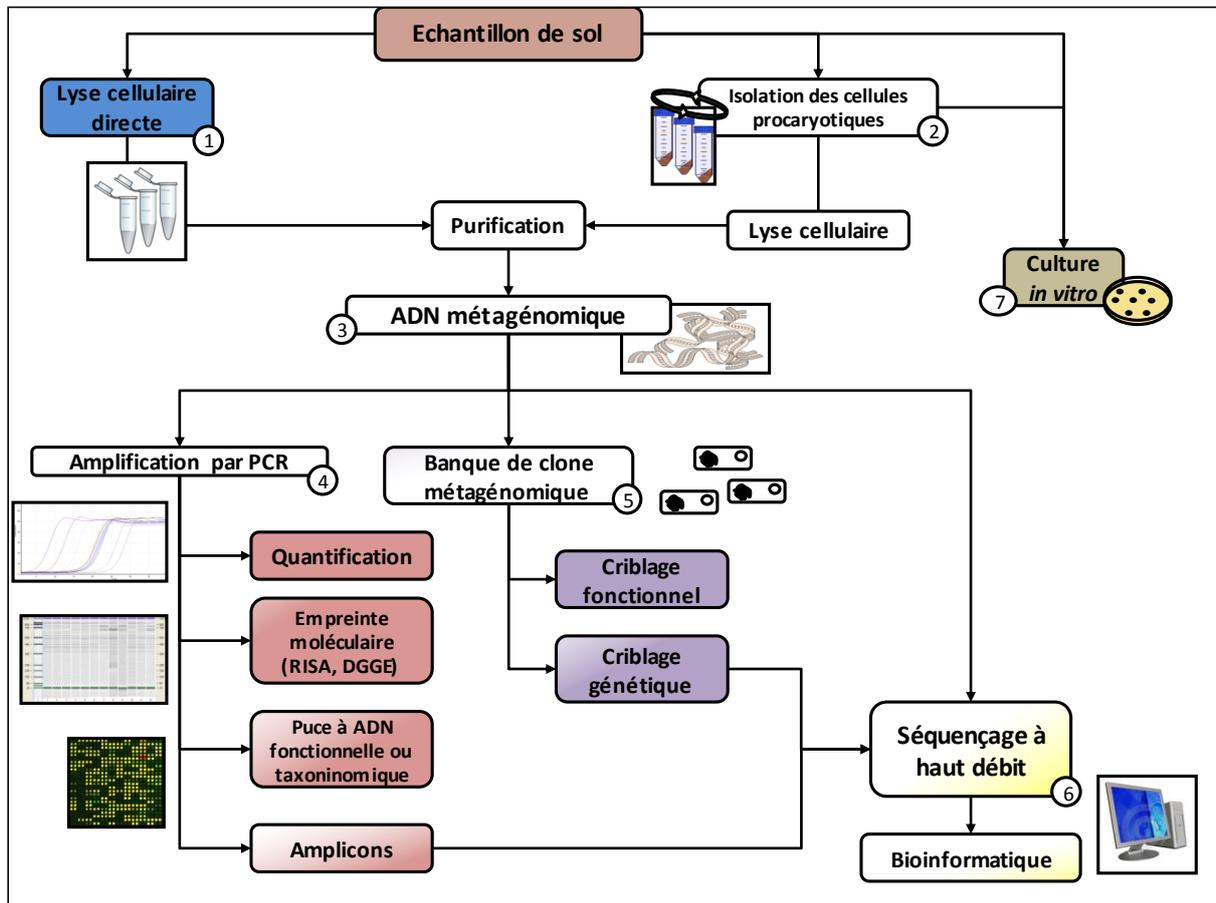 Echantillon de sol
Lyse cellulaire
directe
1
Isolation des cellules
procaryotiques
2
Purification
Lyse cellulaire
Culture
in vitro
7
ADN métagénomique
3
Amplification par PCR
4
Banque de clone
métagénomique
5
Quantification
Criblage
fonctionnel
Empreinte
moléculaire
(RISA, DGGE)
Criblage
génétique
Puce à ADN
fonctionnelle ou
taxoninomique
Séquençage à
haut débit
6
Amplicons
Bioinformatique